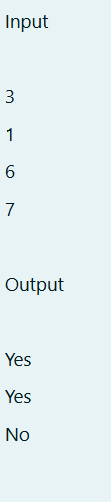 Input
3
1
6
7
Output
Yes
Yes
No